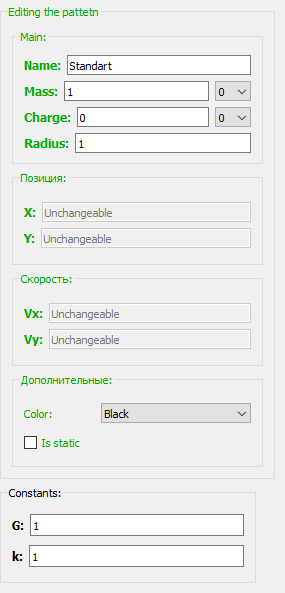 Editing the pattetn
Main:
Name: Standart
Mass: 1 0
Charge: 0 0
Radius: 1
Позиция:
X: Unchangeable
Y: Unchangeable
Скорость:
Vx: Unchangeable
Vy: Unchangeable
Дополнительные:
Color: Black
Is static
Constants:
G: 1
k: 1